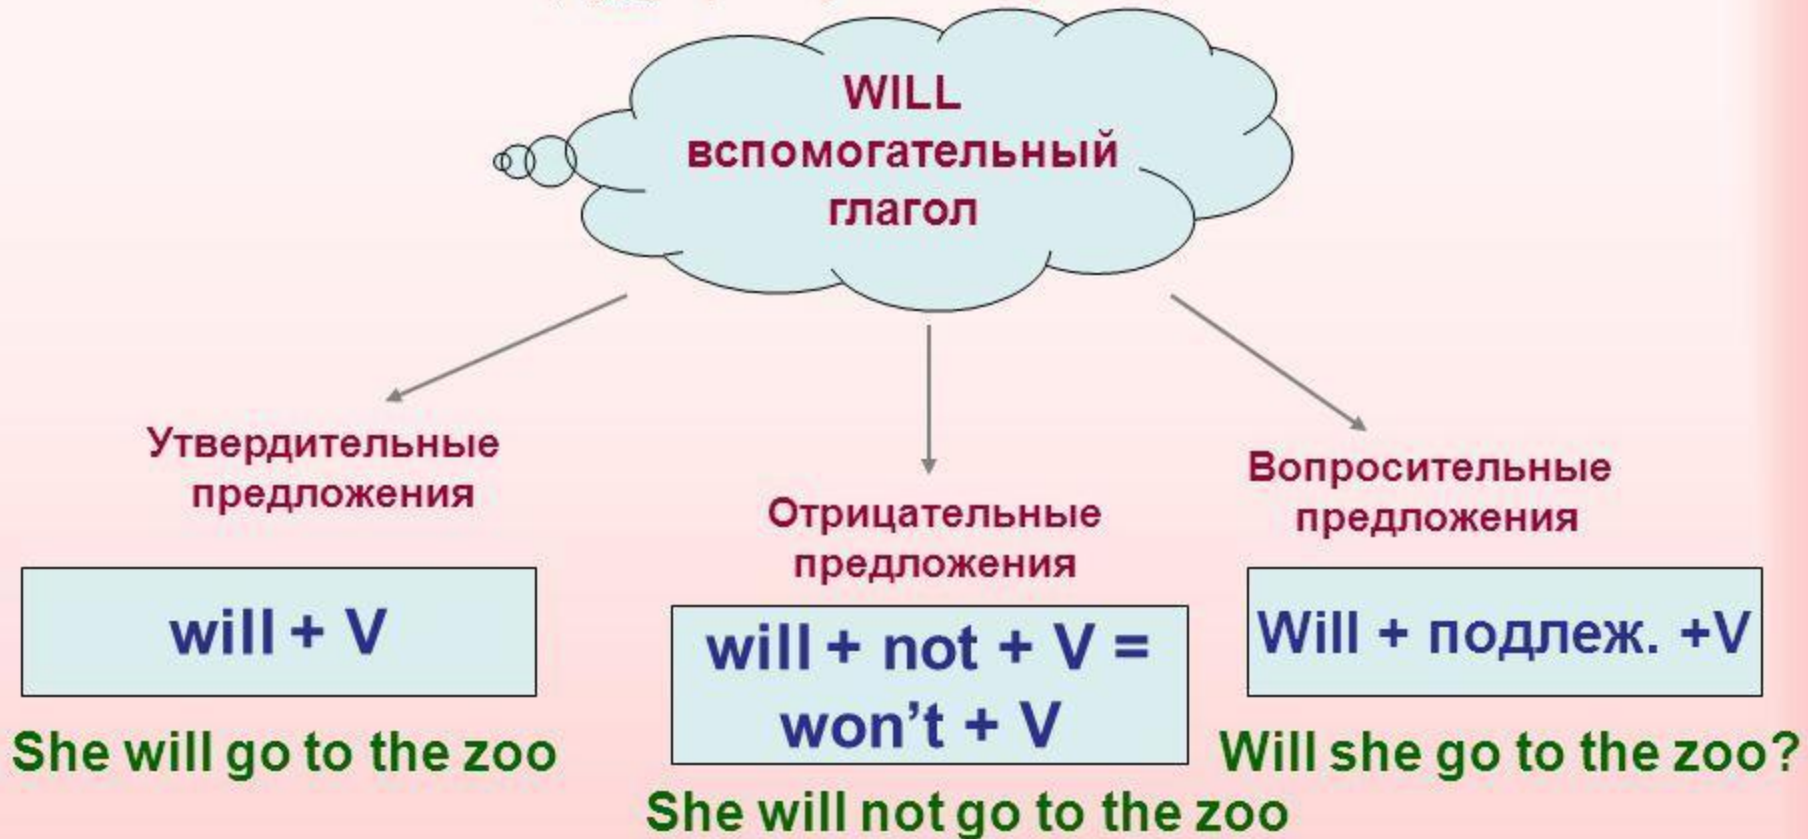 WILL
вспомогательный
глагол
Утвердительные
предложения
will + V
She will go to the zoo
Отрицательные
предложения
will + not + V =
won't + V
She will not go to the zoo
Вопросительные
предложения
Will + подлеж. +V
Will she go to the zoo?